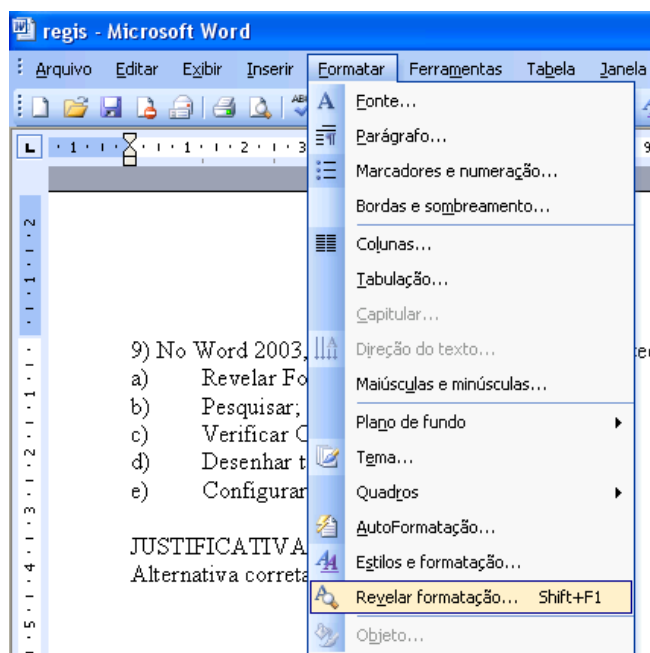 regis - Microsoft Word
Arquivo Editar Exibir Inserir Formatar Ferramentas Tabela Janela
Fonte...
Parágrafo...
Marcadores e numeração...
Bordas e sombreamento...
Colunas...
Tabulação...
Capitular...
Direção do texto...
Maiúsculas e minúsculas...
Plano de fundo
Tema...
Quadros
AutoFormatação...
Estilos e formatação...
Revelar formatação... Shift+F1
Objeto...
9) No Word 2003,
a) Revelar Fo
b) Pesquisar;
c) Verificar
d) Desenhar t
e) Configurar
JUSTIFICATIVA
Alternativa correta